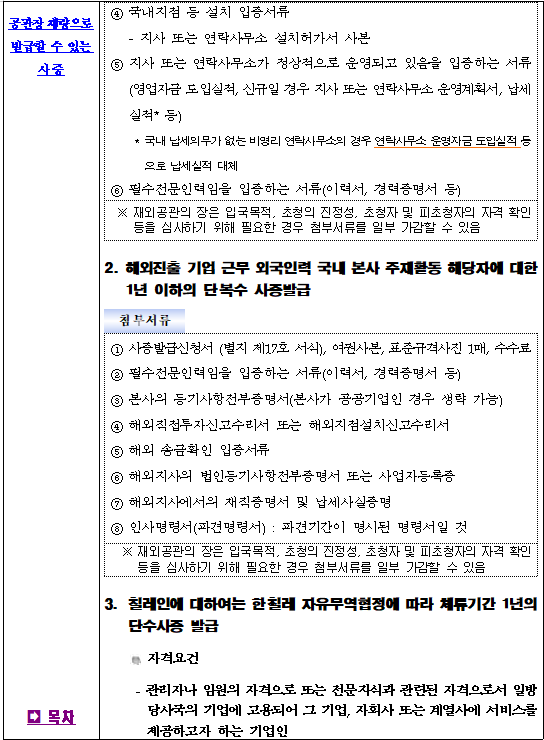 공관장 재량으로
발급할 수 있는
사증
④ 국내지점 등 설치 입증서류
- 지사 또는 연락사무소 설치허가서 사본
⑤ 지사 또는 연락사무소가 정상적으로 운영되고 있음을 입증하는 서류
(영업자금 도입실적, 신규일 경우 지사 또는 연락사무소 운영계획서, 납세
실적* 등)
* 국내 납세의무가 없는 비영리 연락사무소의 경우 연락사무소 운영자금 도입실적 등
으로 납세실적 대체
⑥ 필수전문인력임을 입증하는 서류(이력서, 경력증명서 등)
※ 재외공관의 장은 입국목적, 초청의 진정성, 초청자 및 피초청자의 자격 확인
등을 심사하기 위해 필요한 경우 첨부서류를 일부 가감할 수 있음
2. 해외진출 기업 근무 외국인력 국내 본사 주재활동 해당자에 대한
1년 이하의 단복수 사증발급
첨부서류
① 사증발급신청서 (별지 제17호 서식), 여권사본, 표준규격사진 1매, 수수료
② 필수전문인력임을 입증하는 서류(이력서, 경력증명서 등)
③ 본사의 등기사항전부증명서(본사가 공공기업인 경우 생략 가능)
④ 해외직접투자신고수리서 또는 해외지점설치신고수리서
⑤ 해외 송금확인 입증서류
⑥ 해외지사의 법인등기사항전부증명서 또는 사업자등록증
⑦ 해외지사에서의 재직증명서 및 납세사실증명
⑧ 인사명령서(파견명령서) : 파견기간이 명시된 명령서일 것
※ 재외공관의 장은 입국목적, 초청의 진정성, 초청자 및 피초청자의 자격 확인
등을 심사하기 위해 필요한 경우 첨부서류를 일부 가감할 수 있음
3. 칠레인에 대하여는 한칠레 자유무역협정에 따라 체류기간 1년의
단수사증 발급
자격요건
- 관리자나 임원의 자격으로 또는 전문지식과 관련된 자격으로서 일방
당사국의 기업에 고용되어 그 기업, 자회사 또는 계열사에 서비스를
제공하고자 하는 기업인
목차